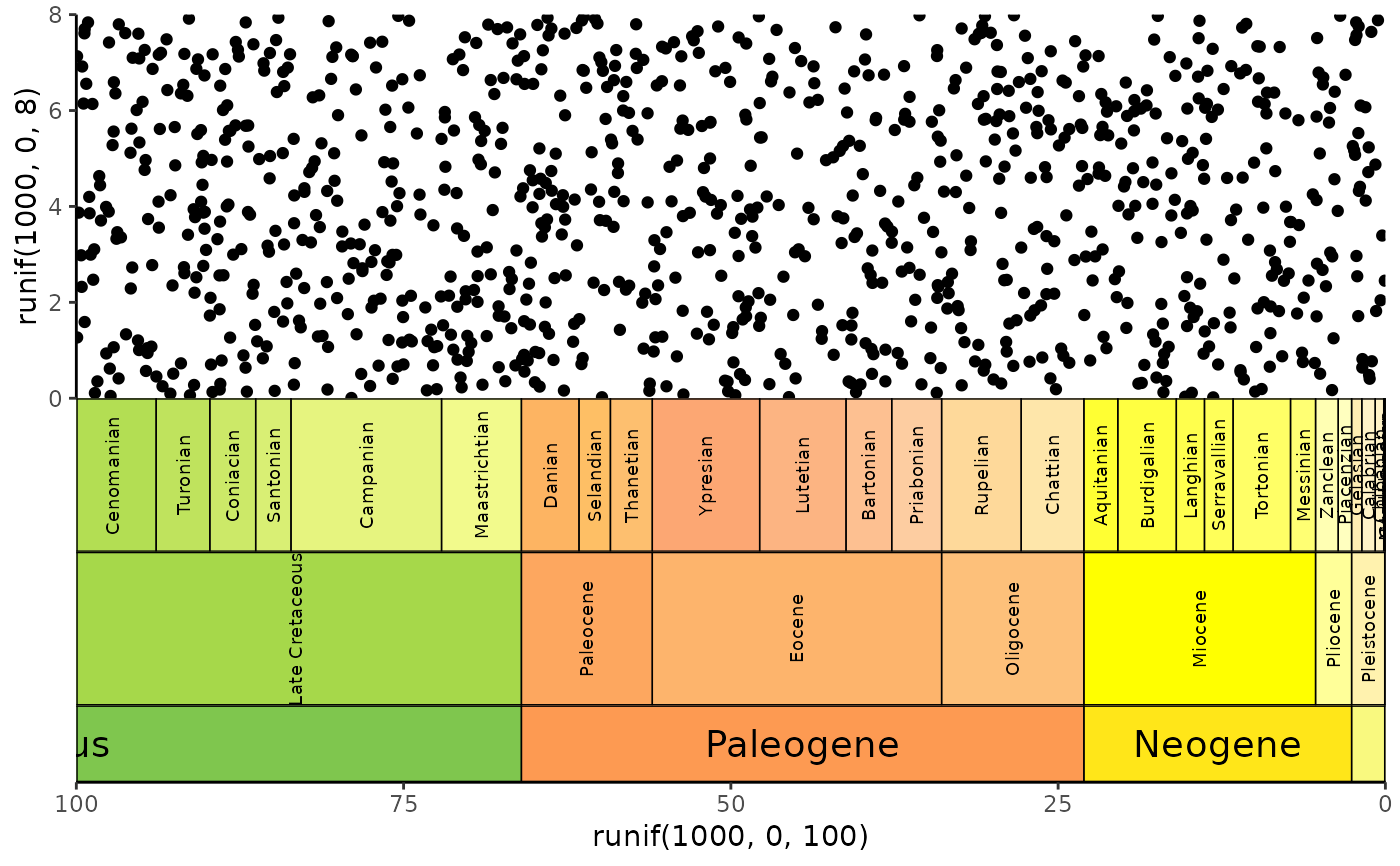 8
6
4
2
0
runif(1000, 0, 8)
Cenomanian
Turonian
Coniacian
Santonian
Campanian
Maastrichtian
Danian
Selandian
Thanetian
Ypresian
Lutetian
Bartonian
Priabonian
Rupelian
Chattian
Aquitanian
Burdigalian
Langhian
Serravallian
Tortonian
Messinian
Zanclean
Piacenzian
Gelasian
Calabrian
Late Cretaceous
Paleocene
Eocene
Oligocene
Miocene
Pliocene
Pleistocene
us
Paleogene
Neogene
100
75
50
25
0
runif(1000, 0, 100)